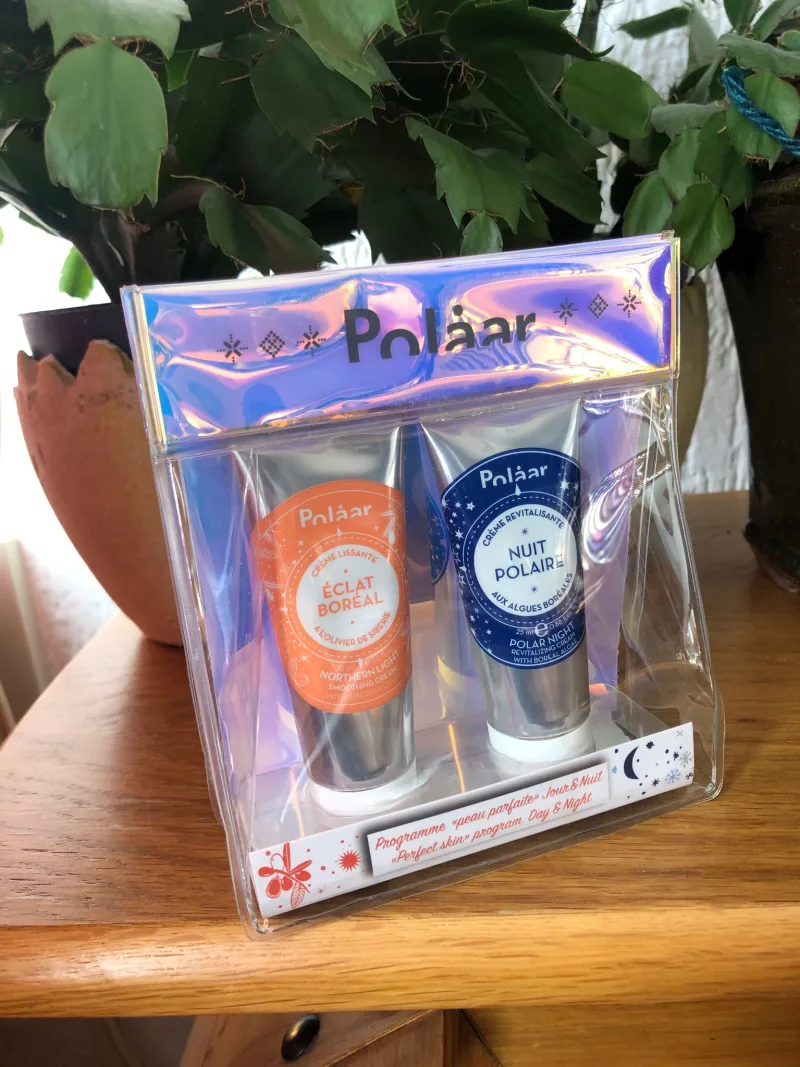 Polåar
Polåar
CRÈME LISSANTE
ÉCLAT
BORÉAL
À L'OLIVIER DE SIBÉRIE
NORTHERN LIGHT
SMOOTHING CREAM
Polåar
CRÈME REVITALISANTE
NUIT
POLAIRE
AUX ALGUES BORÉALES
25 ml e
POLAR NIGHT
REVITALIZING CREAM
WITH BOREAL ALGAE
Programme «peau parfaite» Jour & Nuit
«Perfect skin» program Day & Night